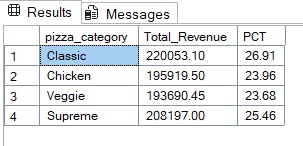 Results Messages
pizza_category Total_Revenue PCT
1 Classic 220053.10 26.91
2 Chicken 195919.50 23.96
3 Veggie 193690.45 23.68
4 Supreme 208197.00 25.46